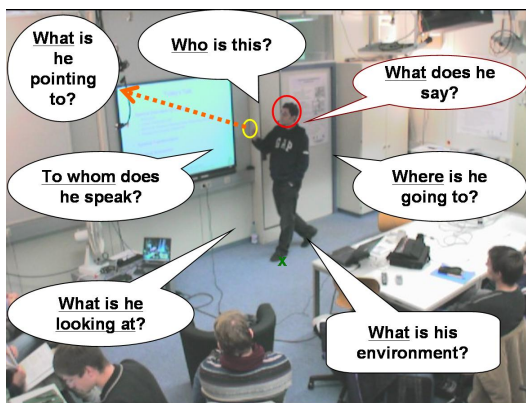 What is
he
pointing
to?
Who is this?
What does he
say?
GAP
To whom does
he speak?
Where is he
going to?
x
What is he
looking at?
What is his
environment?